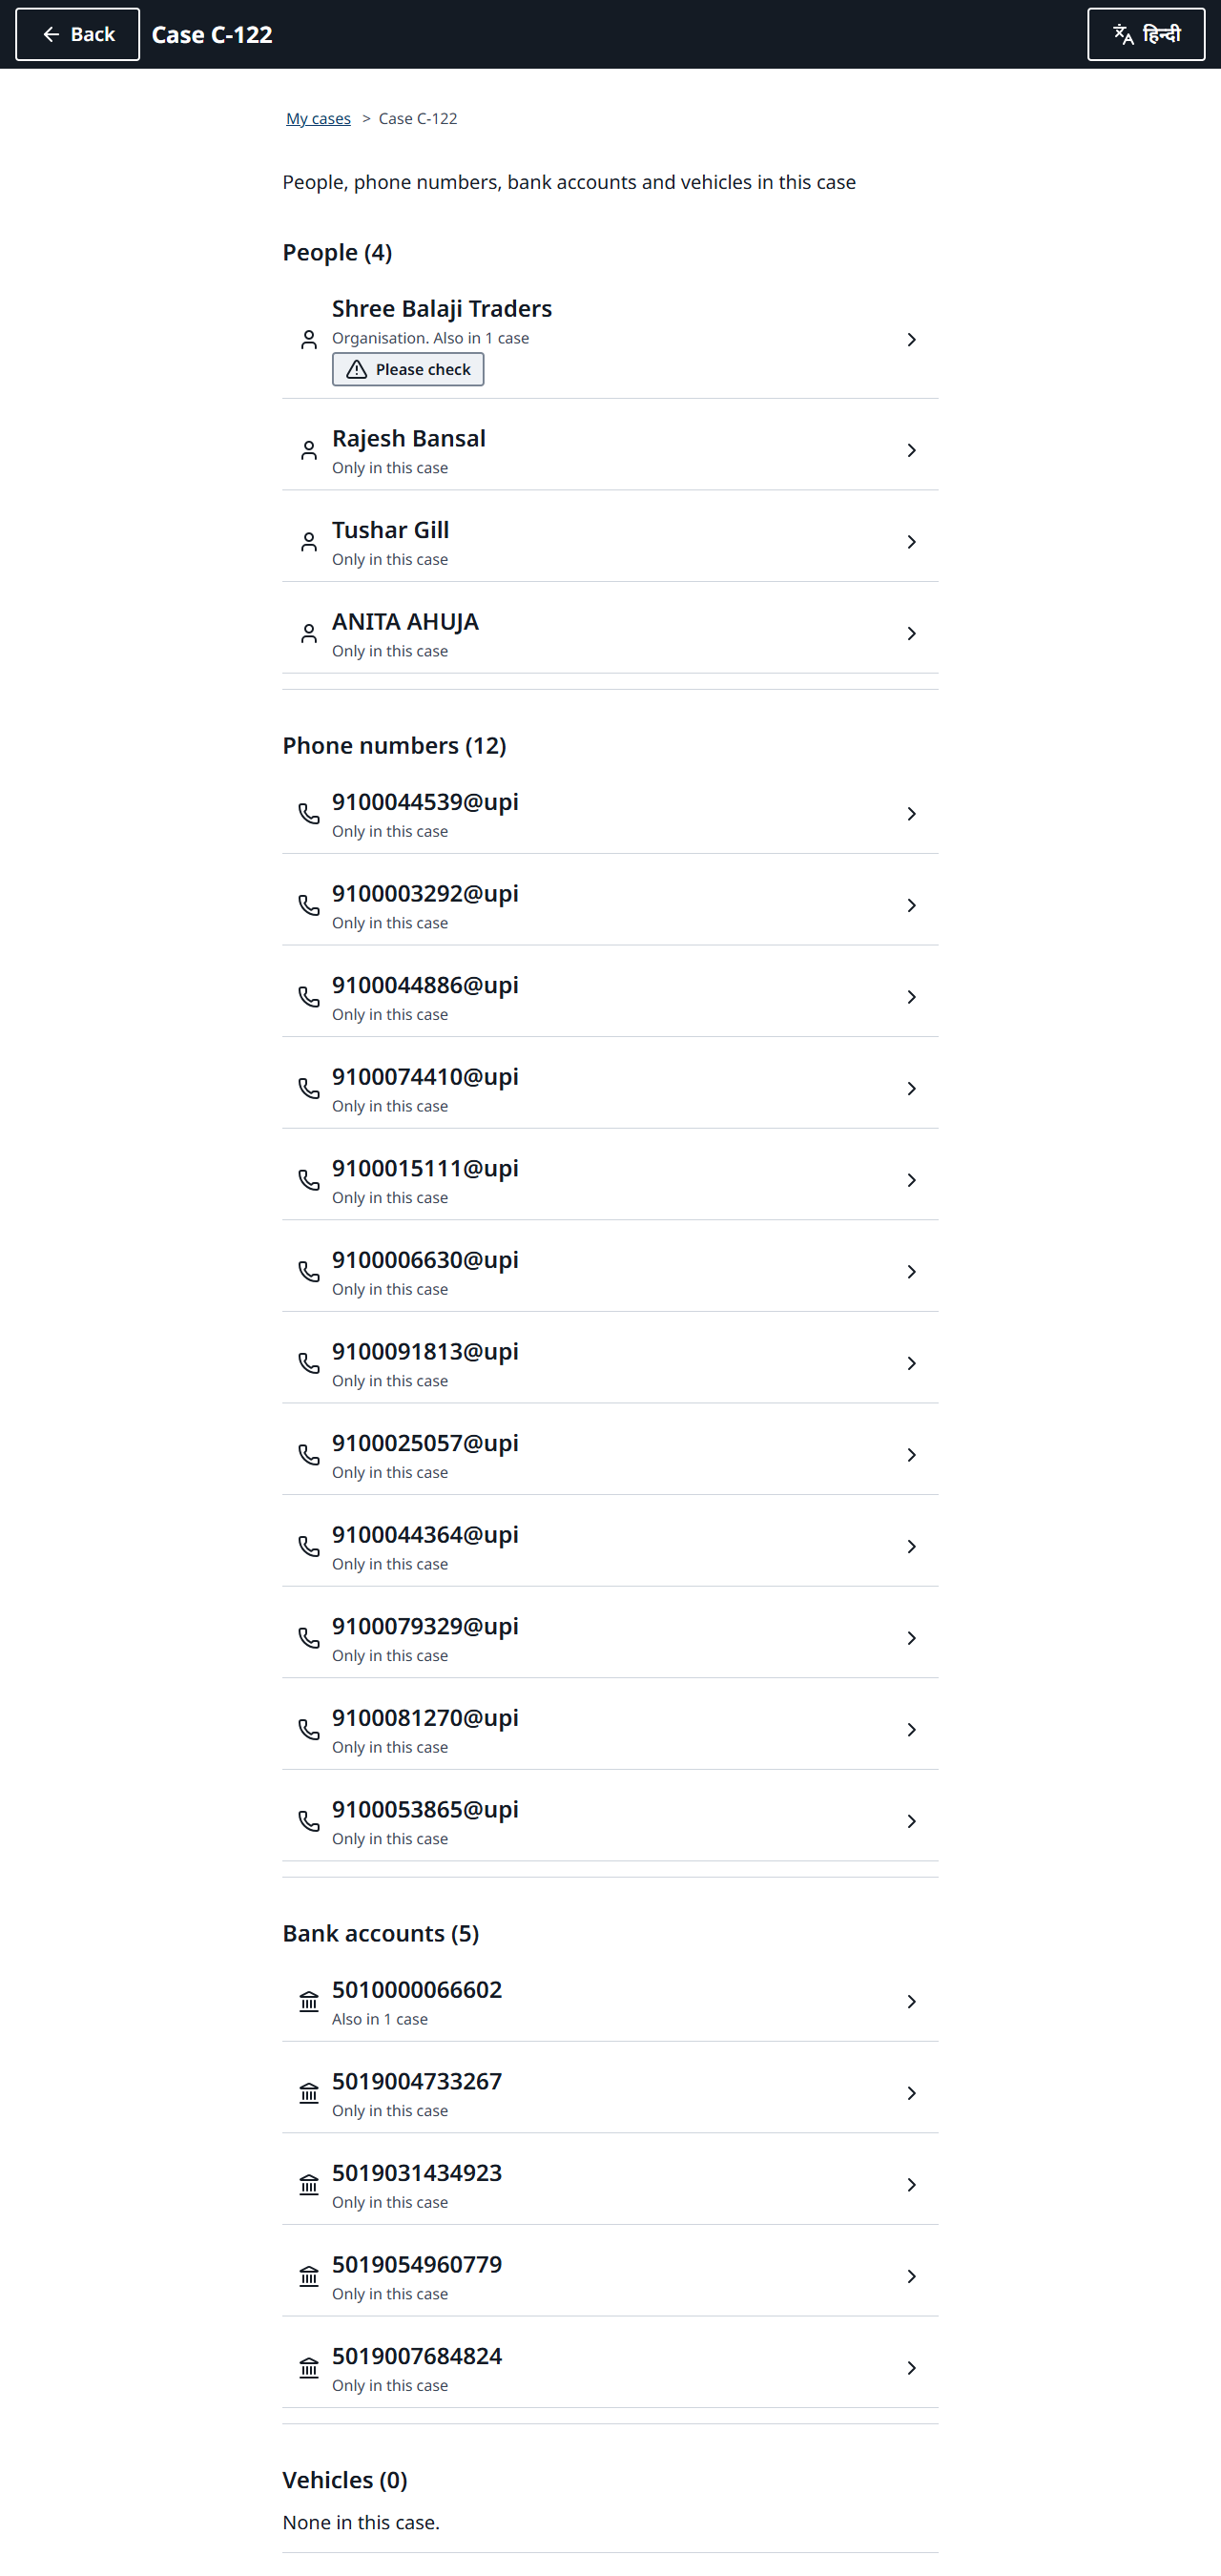 Back
Case C-122
हिन्दी
My cases > Case C-122
People, phone numbers, bank accounts and vehicles in this case
People (4)
Shree Balaji Traders
Organisation. Also in 1 case
Please check
Rajesh Bansal
Only in this case
Tushar Gill
Only in this case
ANITA AHUJA
Only in this case
Phone numbers (12)
9100044539@upi
Only in this case
9100003292@upi
Only in this case
9100044886@upi
Only in this case
9100074410@upi
Only in this case
9100015111@upi
Only in this case
9100006630@upi
Only in this case
9100091813@upi
Only in this case
9100025057@upi
Only in this case
9100044364@upi
Only in this case
9100079329@upi
Only in this case
9100081270@upi
Only in this case
9100053865@upi
Only in this case
Bank accounts (5)
5010000066602
Also in 1 case
5019004733267
Only in this case
5019031434923
Only in this case
5019054960779
Only in this case
5019007684824
Only in this case
Vehicles (0)
None in this case.